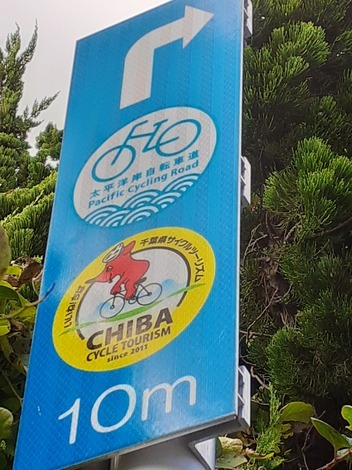 太平洋岸自転車道
Pacific Cycling Road
千葉県サイクルツーリズム
CHIBA
CYCLE TOURISM
since 2011
10m